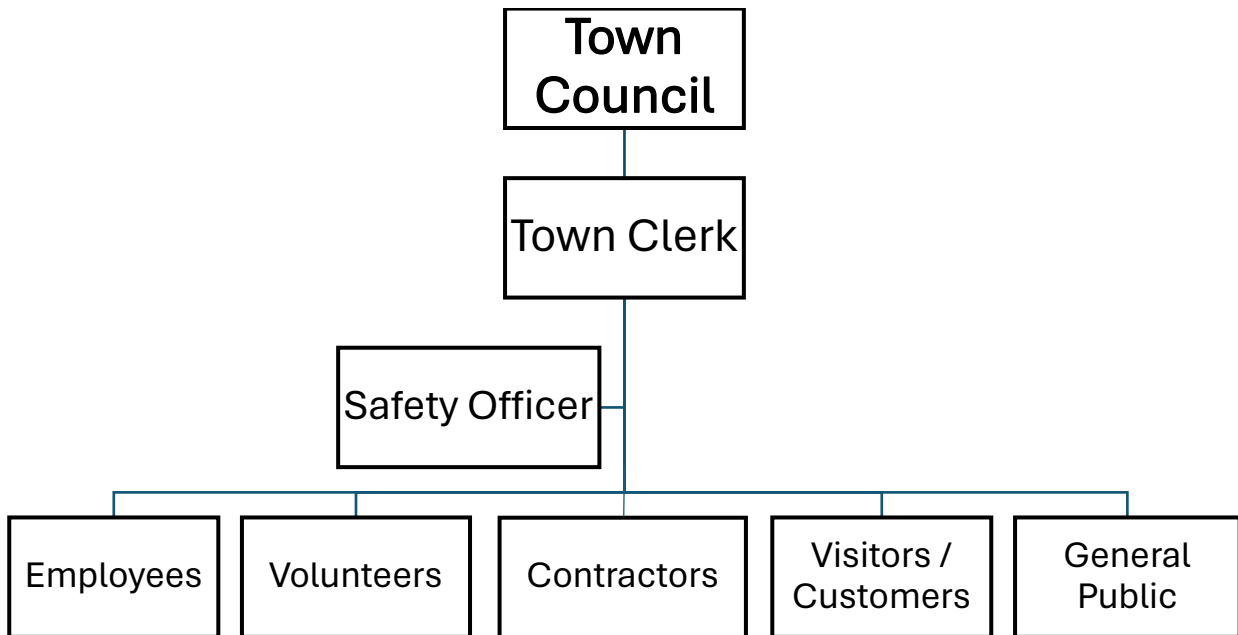 Town
Council
Town Clerk
Safety Officer
Employees
Volunteers
Contractors
Visitors /
Customers
General
Public